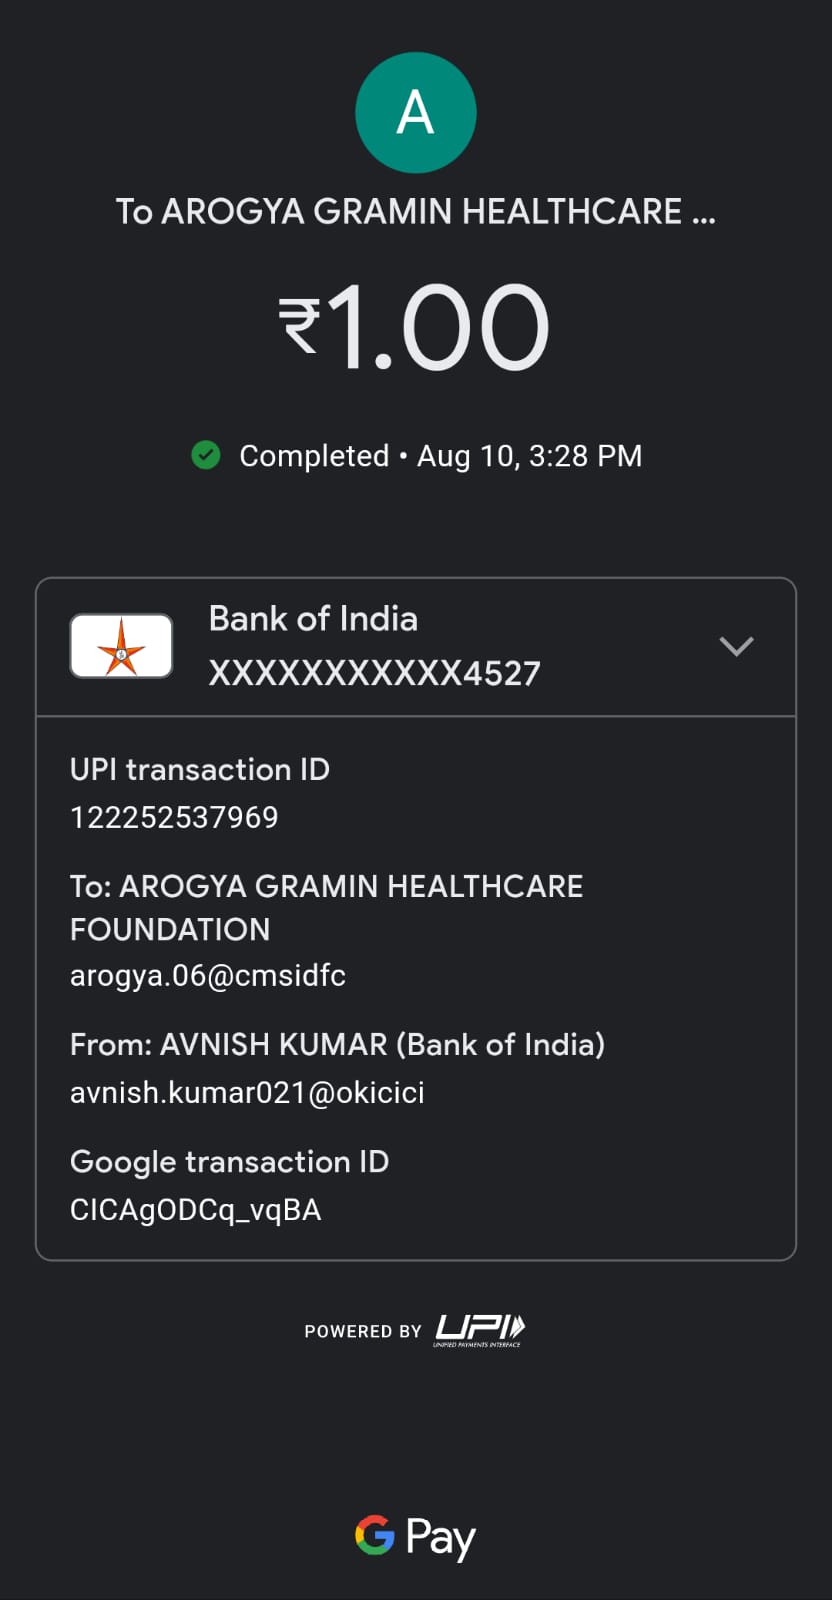 A
To AROGYA GRAMIN HEALTHCARE ...
₹1.00
Completed • Aug 10, 3:28 PM
Bank of India
XXXXXXXXXXX4527
UPI transaction ID
122252537969
To: AROGYA GRAMIN HEALTHCARE
FOUNDATION
arogya.06@cmsidfc
From: AVNISH KUMAR (Bank of India)
avnish.kumar021@okicici
Google transaction ID
CICAgODCq_vqBA
POWERED BY UPI
UNIFIED PAYMENTS INTERFACE
G Pay